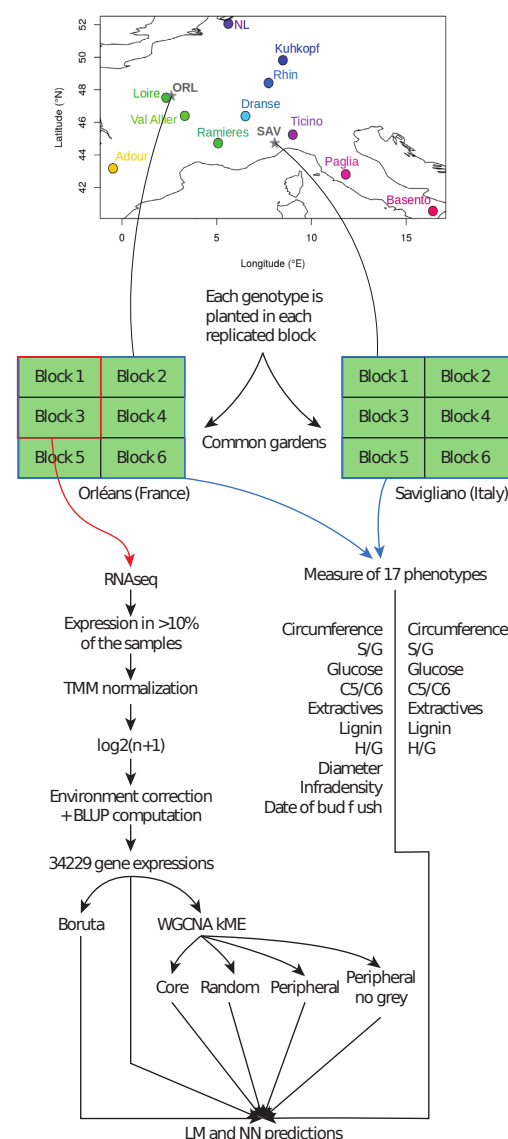 52
50
48
46
44
42
Latitude (°N)
NL
Kuhkopf
Rhin
Loire
ORL
Dranse
Val Allier
SAV
Ticino
Ramieres
Paglia
Adour
Basento
0
5
10
15
Longitude (°E)
Each genotype is
planted in each
replicated block
Block 1
Block 2
Block 3
Block 4
Block 5
Block 6
Orléans (France)
Common gardens
Block 1
Block 2
Block 3
Block 4
Block 5
Block 6
Savigliano (Italy)
RNAseq
Expression in >10%
of the samples
TMM normalization
log2(n+1)
Environment correction
+ BLUP computation
34229 gene expressions
Boruta
WGCNA kME
Core
Random
Peripheral
Peripheral
no grey
Measure of 17 phenotypes
Circumference
S/G
Glucose
C5/C6
Extractives
Lignin
H/G
Diameter
Infradensity
Date of bud f ush
Circumference
S/G
Glucose
C5/C6
Extractives
Lignin
H/G
LM and NN predictions